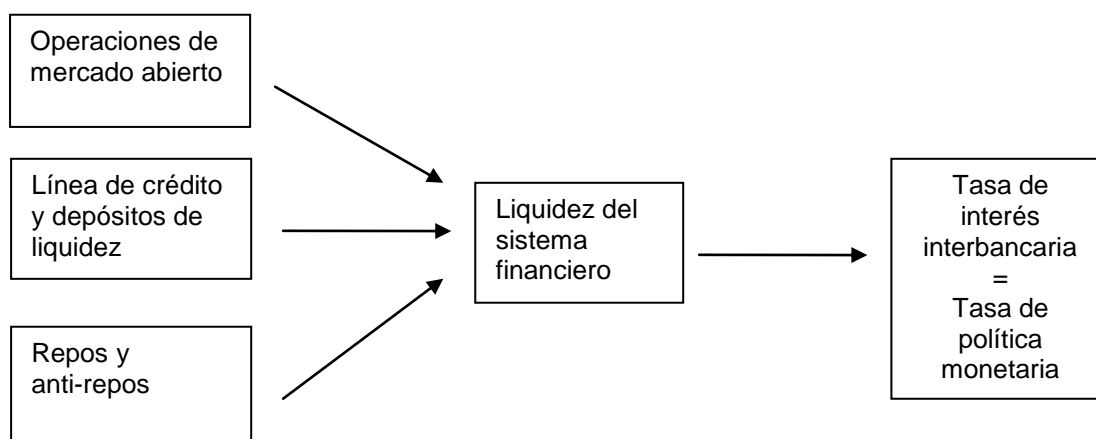 Operaciones de
mercado abierto
Línea de crédito
y depósitos de
liquidez
Repos y
anti-repos
Liquidez del
sistema
financiero
Tasa de
interés
interbancaria
=
Tasa de
política
monetaria